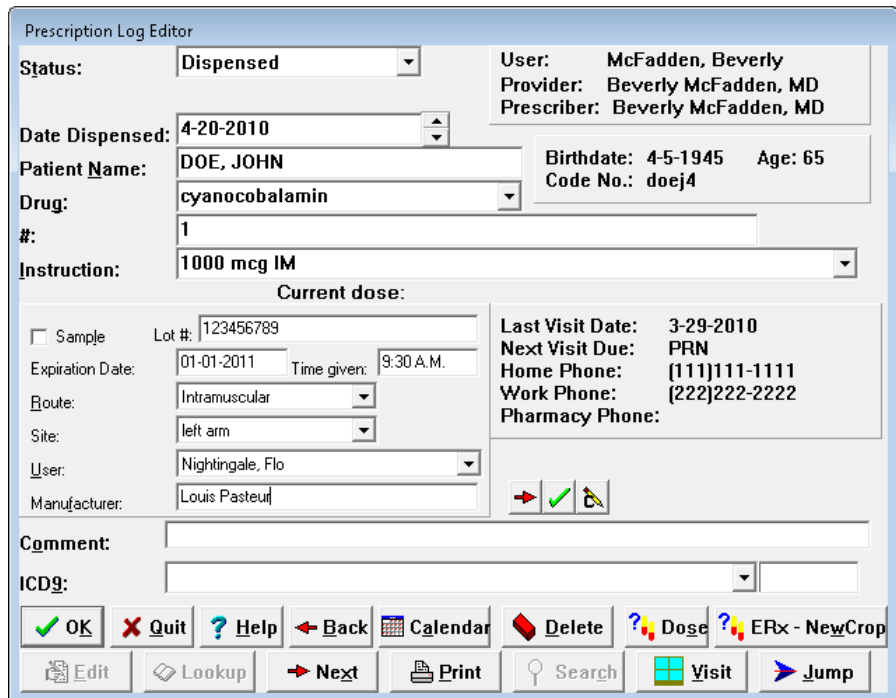 Prescription Log Editor
Status: Dispensed
User: McFadden, Beverly
Provider: Beverly McFadden, MD
Prescriber: Beverly McFadden, MD
Date Dispensed: 4-20-2010
Patient Name: DOE, JOHN
Birthdate: 4-5-1945 Age: 65
Code No.: doej4
Drug: cyanocobalamin
#: 1
Instruction: 1000 mcg IM
Current dose:
Sample Lot #: 123456789
Expiration Date: 01-01-2011 Time given: 9:30 A.M.
Route: Intramuscular
Site: left arm
User: Nightingale, Flo
Manufacturer: Louis Pasteur
Last Visit Date: 3-29-2010
Next Visit Due: PRN
Home Phone: (111)111-1111
Work Phone: (222)222-2222
Pharmacy Phone:
Comment:
ICD9:
OK Quit Help Back Calendar Delete Dose ERx - NewCrop
Edit Lookup Next Print Search Visit Jump